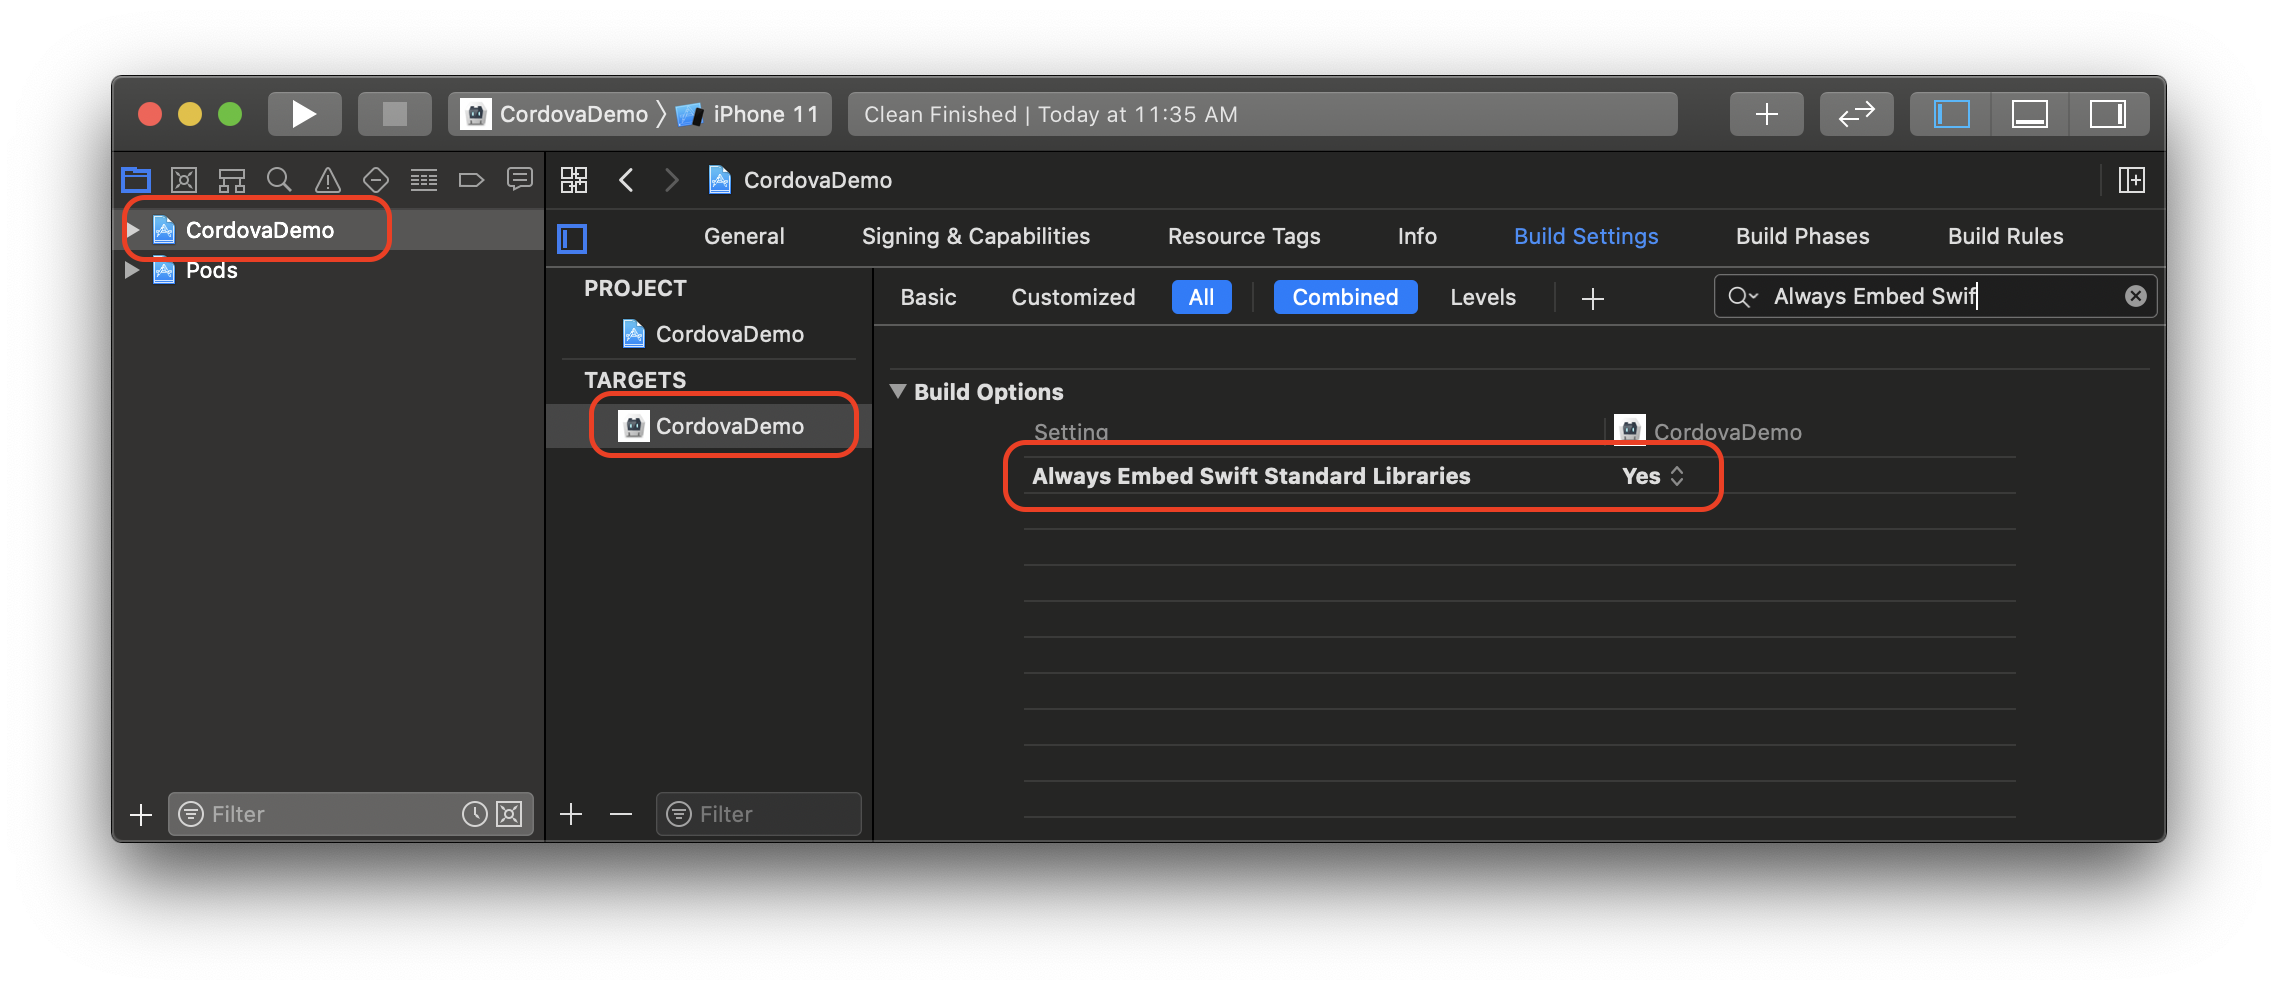 CordovaDemo iPhone 11
Clean Finished | Today at 11:35 AM
CordovaDemo
Pods
Filter
CordovaDemo
General Signing & Capabilities Resource Tags Info Build Settings Build Phases Build Rules
PROJECT
CordovaDemo
TARGETS
CordovaDemo
Filter
Basic Customized All Combined Levels
Always Embed Swif
Build Options
Setting CordovaDemo
Always Embed Swift Standard Libraries Yes